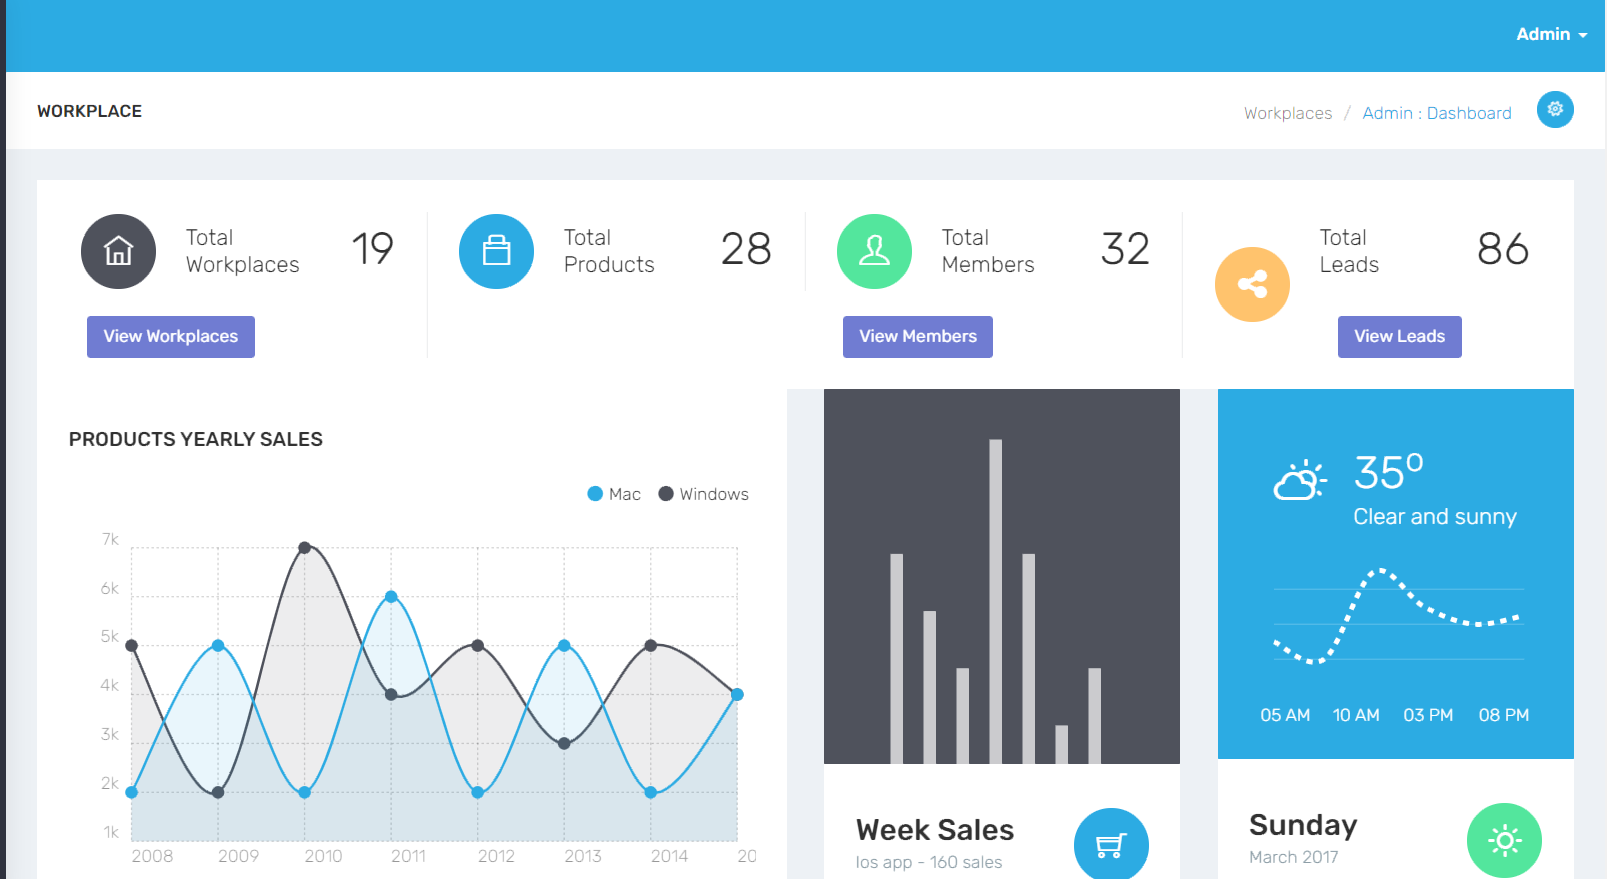 Admin
WORKPLACE
Workplaces / Admin : Dashboard
Total Workplaces
19
View Workplaces
Total Products
28
Total Members
32
View Members
Total Leads
86
View Leads
PRODUCTS YEARLY SALES
Mac Windows
7k
6k
5k
4k
3k
2k
1k
2008 2009 2010 2011 2012 2013 2014 20
Week Sales
Ios app - 160 sales
35°
Clear and sunny
05 AM 10 AM 03 PM 08 PM
Sunday
March 2017